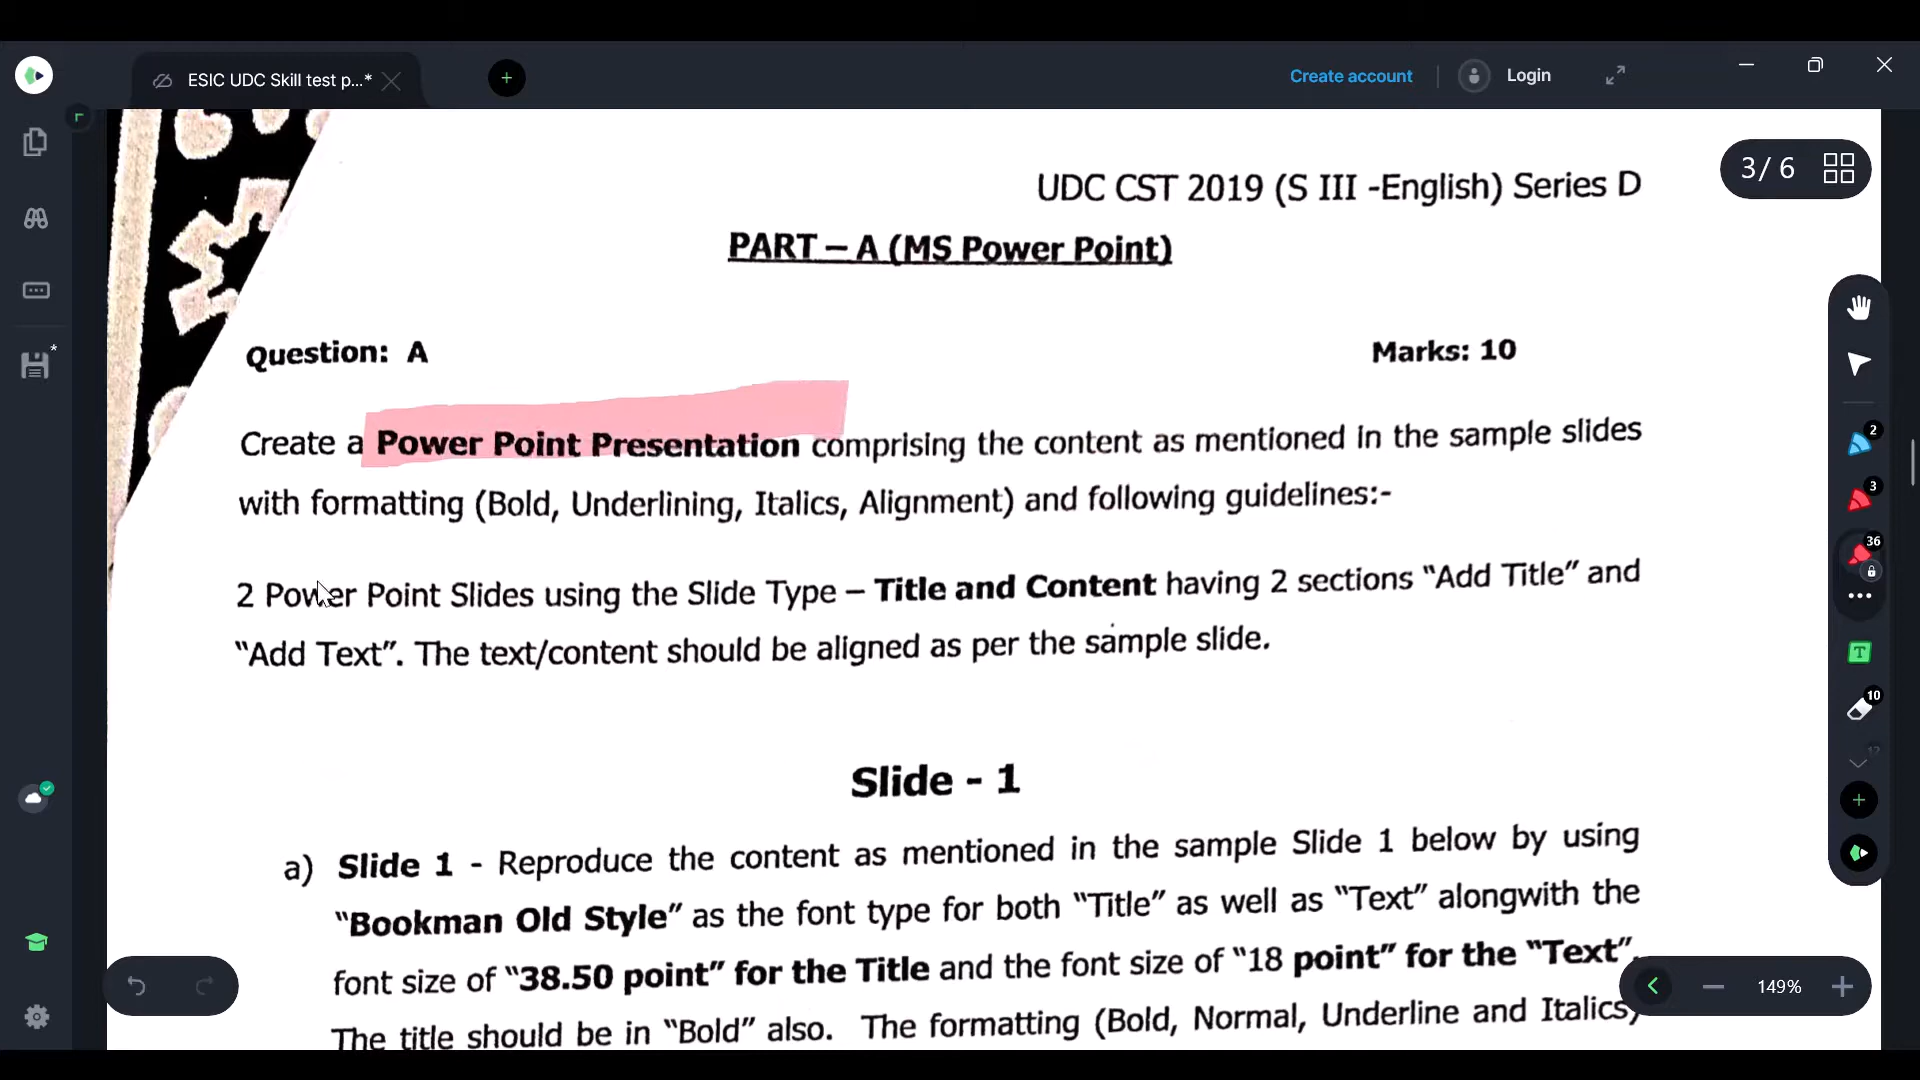 ESIC UDC Skill test p...*
Create account
Login
3/ 6
UDC CST 2019 (S III -English) Series D
PART – A (MS Power Point)
Question: A
Marks: 10
Create a Power Point Presentation comprising the content as mentioned in the sample slides
with formatting (Bold, Underlining, Italics, Alignment) and following guidelines:-
2 Power Point Slides using the Slide Type – Title and Content having 2 sections “Add Title” and
“Add Text”. The text/content should be aligned as per the sample slide.
Slide - 1
a) Slide 1 - Reproduce the content as mentioned in the sample Slide 1 below by using
“Bookman Old Style” as the font type for both “Title” as well as “Text” alongwith the
font size of “38.50 point” for the Title and the font size of “18 point” for the “Text”.
The title should be in “Bold” also. The formatting (Bold, Normal, Underline and Italics)
2
3
36
T
10
12
149%